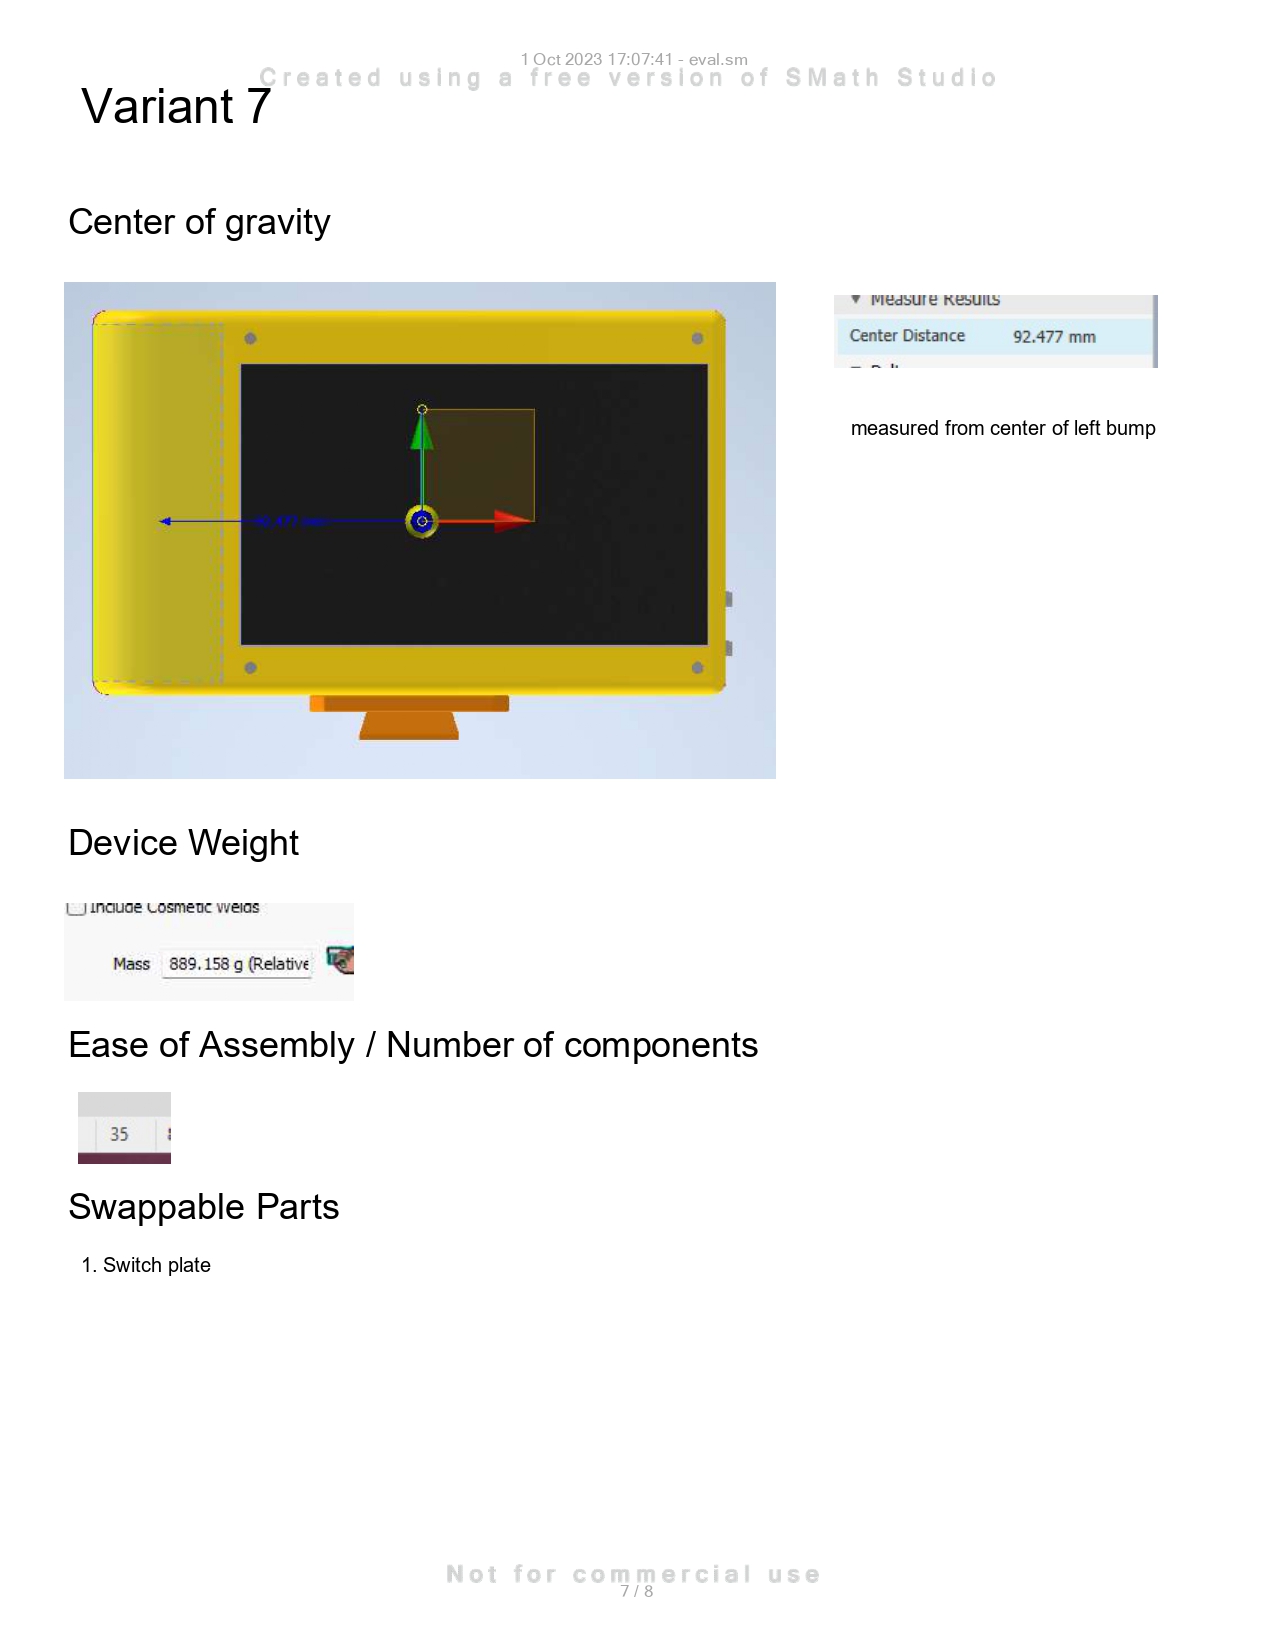 1 Oct 2023 17:07:41 - eval.sm
Created using a free version of SMath Studio
Variant 7
Center of gravity
Measure Results
Center Distance 92.477 mm
measured from center of left bump
92.477 mm
Device Weight
Include Cosmetic Welds
Mass 889.158 g (Relative
Ease of Assembly / Number of components
35
Swappable Parts
1. Switch plate
Not for commercial use
7 / 8